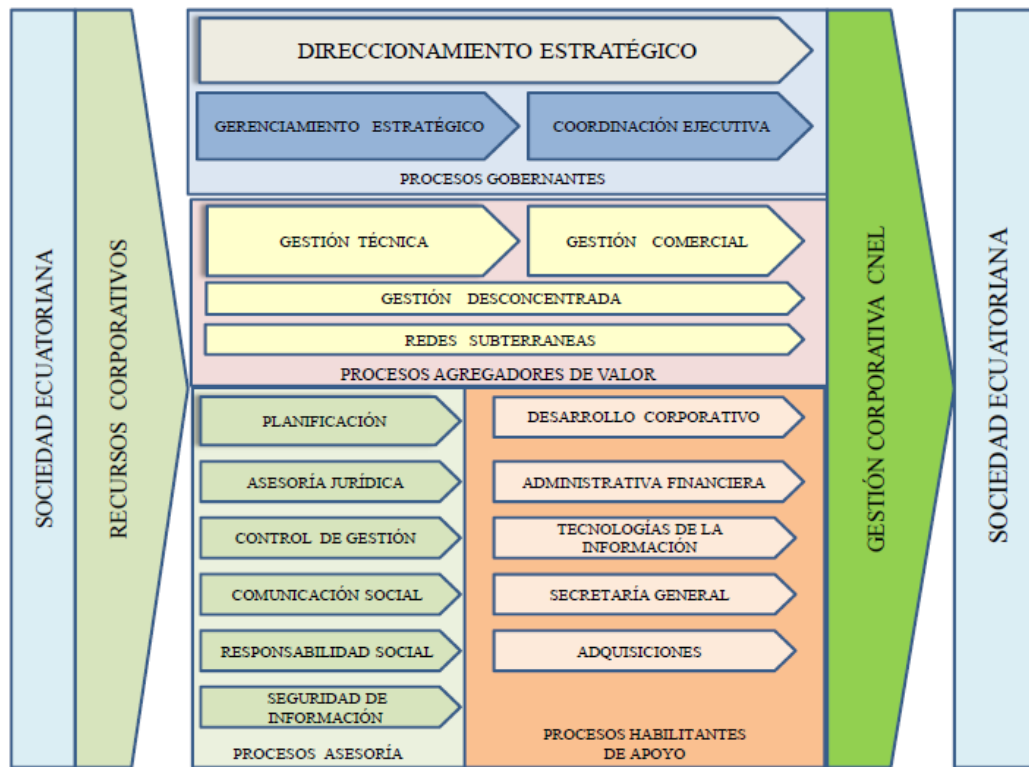 SOCIEDAD ECUATORIANA
RECURSOS CORPORATIVOS
DIRECCIONAMIENTO ESTRATÉGICO
GERENCIAMIENTO ESTRATÉGICO
COORDINACIÓN EJECUTIVA
PROCESOS GOBERNANTES
GESTIÓN TÉCNICA
GESTIÓN COMERCIAL
GESTIÓN DESCONCENTRADA
REDES SUBTERRANEAS
PROCESOS AGREGADORES DE VALOR
PLANIFICACIÓN
ASESORÍA JURÍDICA
CONTROL DE GESTIÓN
COMUNICACIÓN SOCIAL
RESPONSABILIDAD SOCIAL
SEGURIDAD DE
INFORMACIÓN
PROCESOS ASESORÍA
DESARROLLO CORPORATIVO
ADMINISTRATIVA FINANCIERA
TECNOLOGÍAS DE LA
INFORMACIÓN
SECRETARÍA GENERAL
ADQUISICIONES
PROCESOS HABILITANTES
DE APOYO
GESTIÓN CORPORATIVA CNEL
SOCIEDAD ECUATORIANA